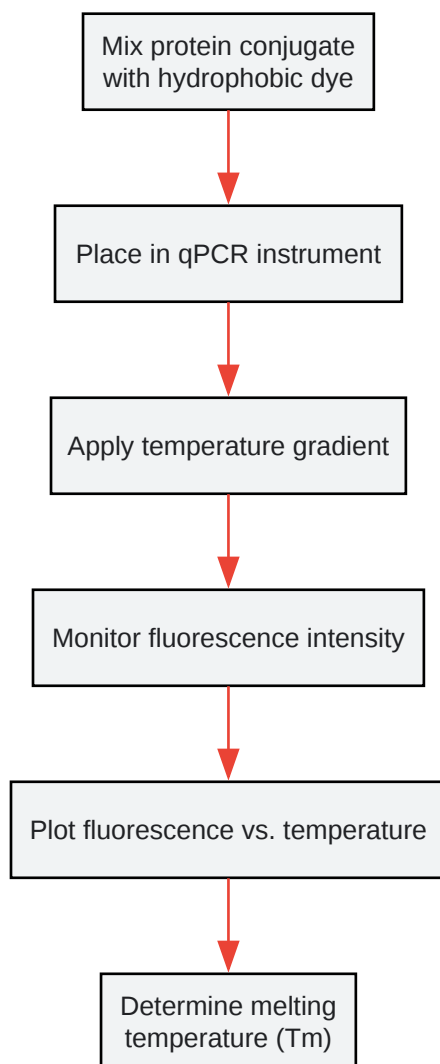 Mix protein conjugate
with hydrophobic dye
Place in qPCR instrument
Apply temperature gradient
Monitor fluorescence intensity
Plot fluorescence vs. temperature
Determine melting
temperature (Tm)